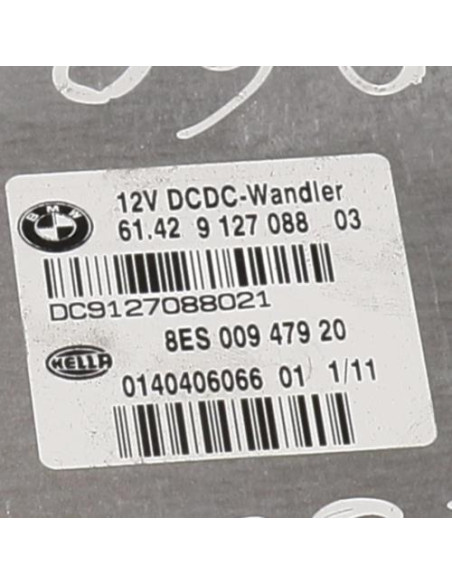 BMW
12V DCDC-Wandler
61.42 9 127 088 03
DC9127088021
8ES 009 479 20
HELLA
0140406066 01 1/11